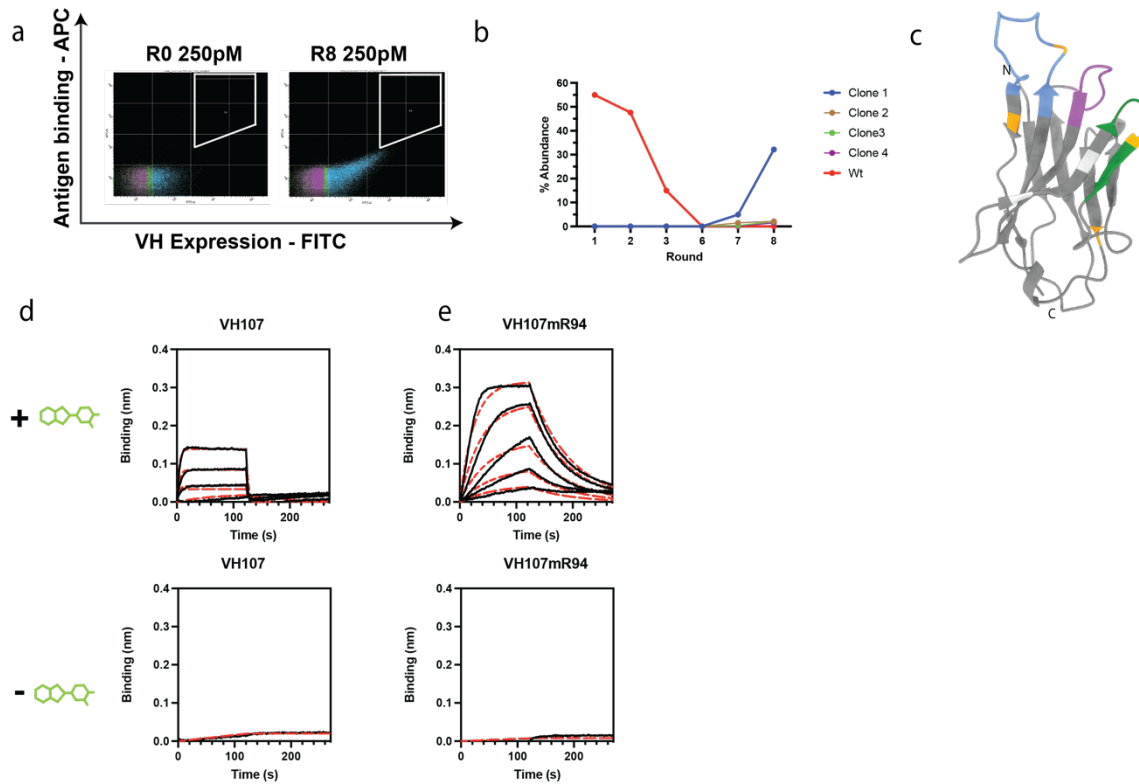 a
Antigen binding - APC
R0 250pM
R8 250pM
VH Expression - FITC
b
% Abundance
60
50
40
30
20
10
0
1
2
3
6
7
8
Round
Clone 1
Clone 2
Clone3
Clone 4
Wt
c
N
C
d
VH107
Binding (nm)
0.4
0.3
0.2
0.1
0.0
0
100
200
Time (s)
e
VH107mR94
Binding (nm)
0.4
0.3
0.2
0.1
0.0
0
100
200
Time (s)
+
VH107
Binding (nm)
0.4
0.3
0.2
0.1
0.0
0
100
200
Time (s)
VH107mR94
Binding (nm)
0.4
0.3
0.2
0.1
0.0
0
100
200
Time (s)
-